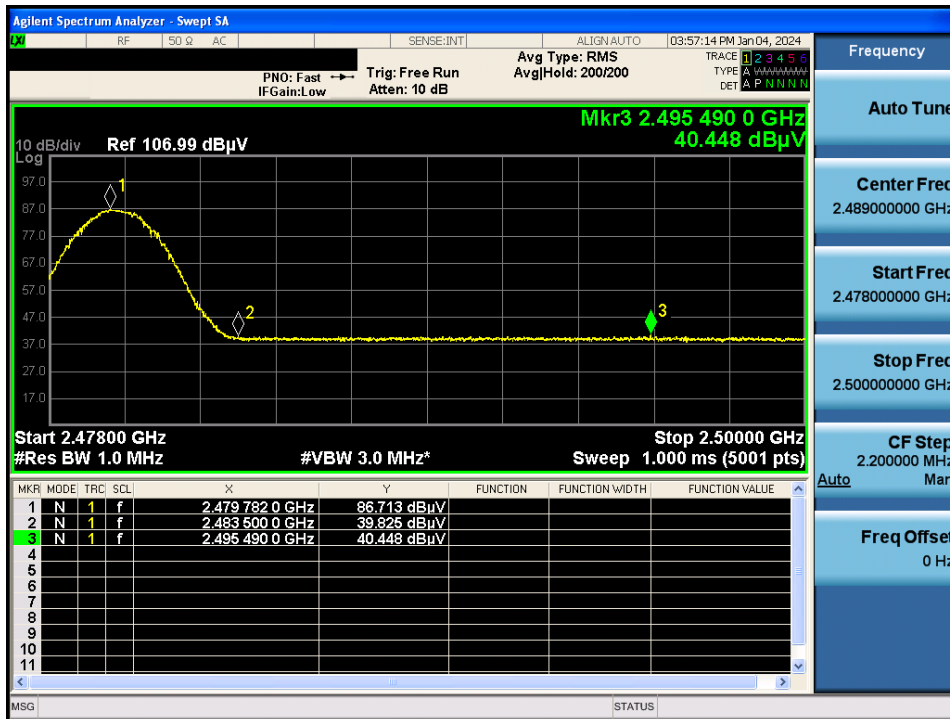 Agilent Spectrum Analyzer - Swept SA
LXI RF 50 Ω AC SENSE:INT ALIGN AUTO 03:57:14 PM Jan 04, 2024
Frequency
PNO: Fast Trig: Free Run Avg Type: RMS TRACE 1 2 3 4 5 6
IFGain:Low Atten: 10 dB Avg|Hold: 200/200 TYPE A WWWWW
DET A P N N N N
Auto Tune
Mkr3 2.495 490 0 GHz
40.448 dBµV
10 dB/div Ref 106.99 dBµV
Log
97.0
87.0
77.0
67.0
57.0
47.0
37.0
27.0
17.0
1
2
3
Center Freq
2.489000000 GHz
Start Freq
2.478000000 GHz
Stop Freq
2.500000000 GHz
Start 2.47800 GHz Stop 2.50000 GHz
#Res BW 1.0 MHz #VBW 3.0 MHz* Sweep 1.000 ms (5001 pts)
CF Step
2.200000 MHz
Auto Man
MKR MODE TRC SCL X Y FUNCTION FUNCTION WIDTH FUNCTION VALUE
1 N 1 f 2.479 782 0 GHz 86.713 dBµV
2 N 1 f 2.483 500 0 GHz 39.825 dBµV
3 N 1 f 2.495 490 0 GHz 40.448 dBµV
4
5
6
7
8
9
10
11
Freq Offset
0 Hz
MSG STATUS